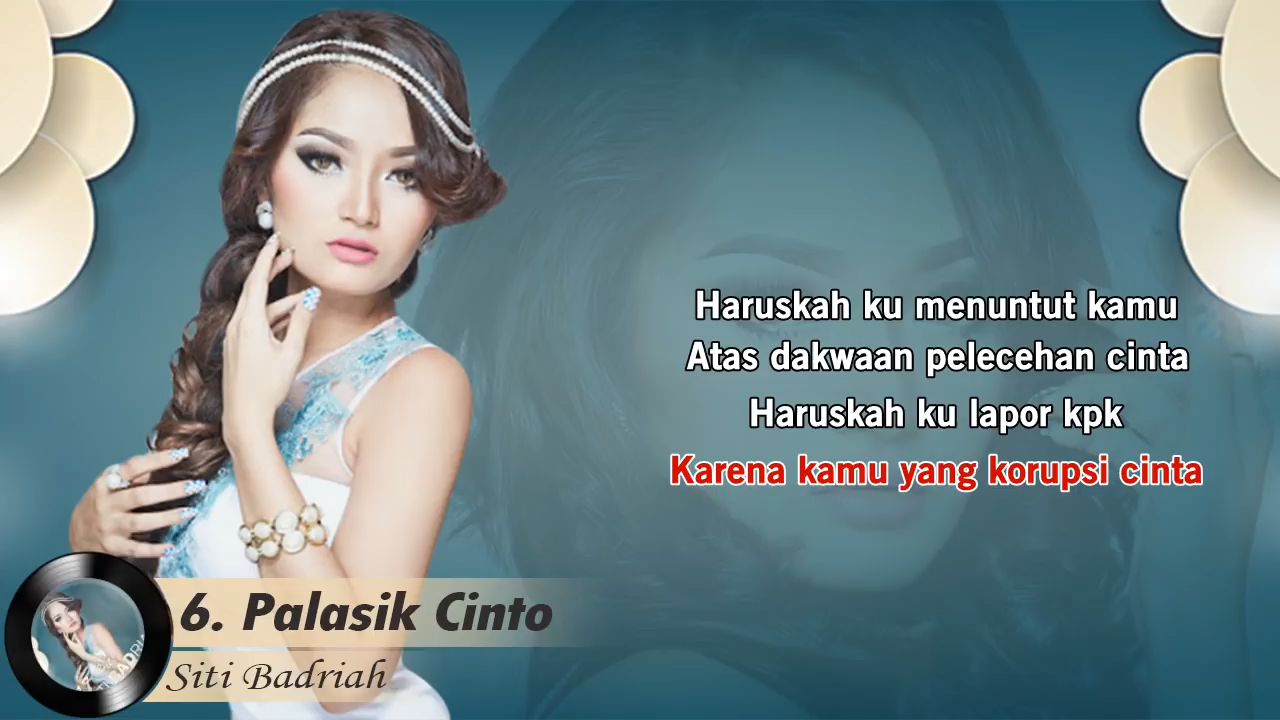 Haruskah ku menuntut kamu
Atas dakwaan pelecehan cinta
Haruskah ku lapor kpk
Karena kamu yang korupsi cinta
6. Palasik Cinto
Siti Badriah